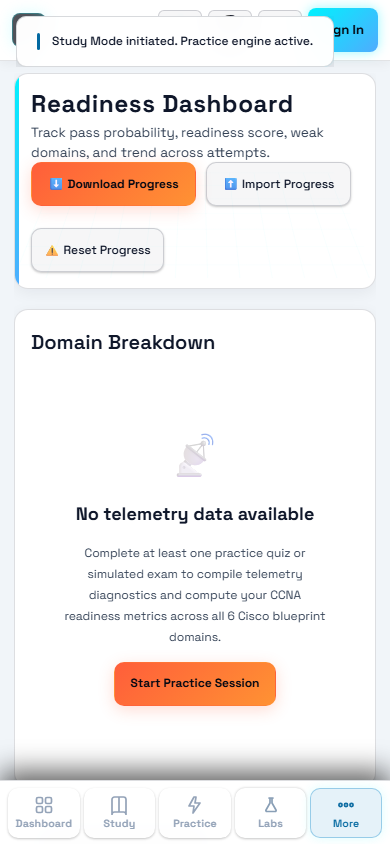 Study Mode initiated. Practice engine active.
gn In
Readiness Dashboard
Track pass probability, readiness score, weak
domains, and trend across attempts.
Download Progress
Import Progress
Reset Progress
Domain Breakdown
No telemetry data available
Complete at least one practice quiz or
simulated exam to compile telemetry
diagnostics and compute your CCNA
readiness metrics across all 6 Cisco blueprint
domains.
Start Practice Session
Dashboard
Study
Practice
Labs
More